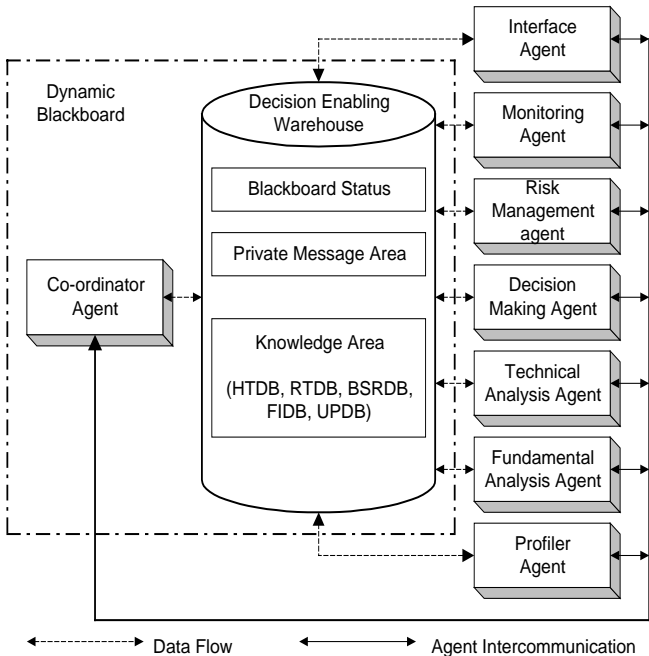 Dynamic
Blackboard
Decision Enabling
Warehouse
Blackboard Status
Private Message Area
Knowledge Area
(HTDB, RTDB, BSRDB,
FIDB, UPDB)
Co-ordinator
Agent
Interface
Agent
Monitoring
Agent
Risk
Management
agent
Decision
Making Agent
Technical
Analysis Agent
Fundamental
Analysis Agent
Profiler
Agent
Data Flow
Agent Intercommunication